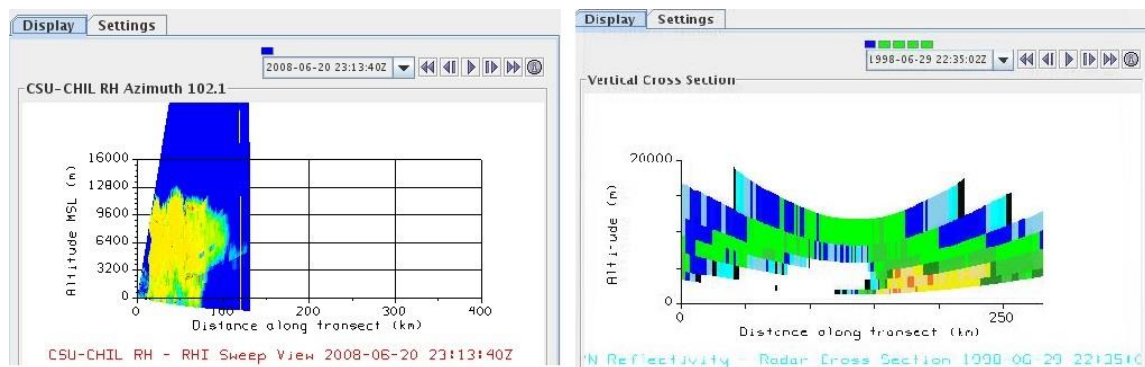 Display Settings
2008-06-20 23:13:40Z
CSU-CHIL RH Azimuth 102.1
16000
12800
9600
6400
3200
0
Altitude MSL (m)
0 100 200 300 400
Distance along transect (km)
CSU-CHIL RH - RHI Sweep View 2008-06-20 23:13:40Z
Display Settings
1998-06-29 22:35:02Z
Vertical Cross Section
20000
0
Altitude (m)
0 250
Distance along transect (km)
'N Reflectivity - Radar Cross Section 1998-06-29 22:35:0